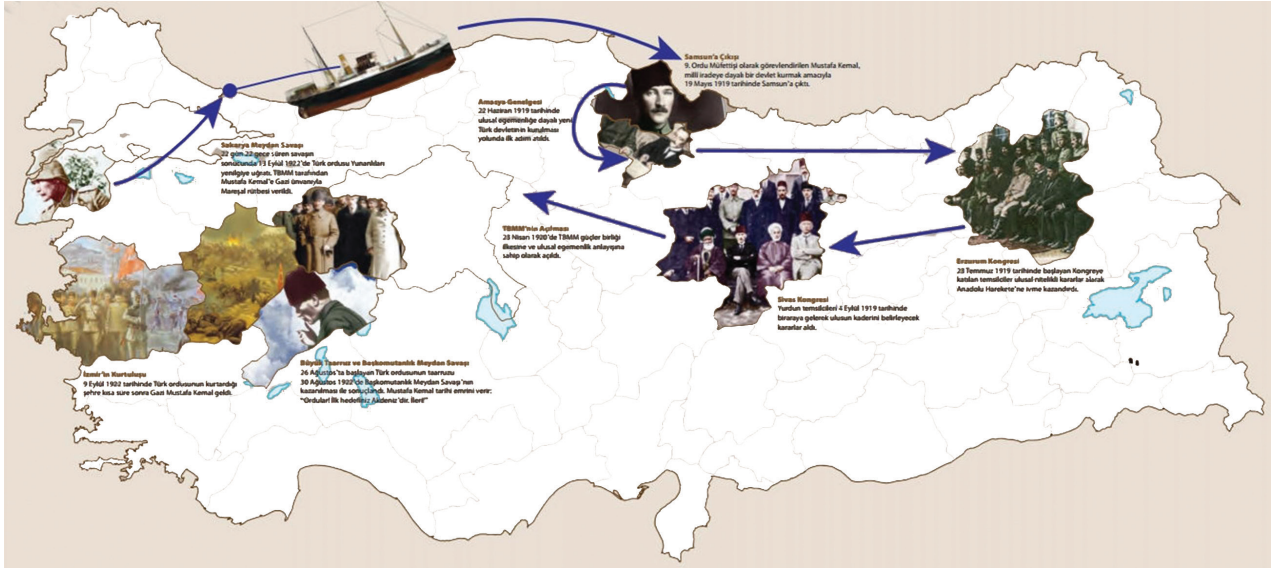 Samsun'a Çıkışı
9. Ordu Müfettişi olarak görevlendirilen Mustafa Kemal,
milli iradeye dayalı bir devlet kurmak amacıyla
19 Mayıs 1919 tarihinde Samsun'a çıktı.
Amasya Genelgesi
22 Haziran 1919 tarihinde
ulusal egemenliğe dayalı yeni
Türk devletinin kurulması
yolunda ilk adım atıldı.
Sakarya Meydan Savaşı
22 gün 22 gece süren savaşın
sonucunda 13 Eylül 1922'de Türk ordusu Yunanlıları
yenilgiye uğrattı. TBMM tarafından
Mustafa Kemal'e Gazi ünvanıyla
Mareşal rütbesi verildi.
TBMM'nin Açılması
23 Nisan 1920'de TBMM güçler birliği
ilkesine ve ulusal egemenlik anlayışına
sahip olarak açıldı.
Erzurum Kongresi
23 Temmuz 1919 tarihinde başlayan Kongreye
katılan temsilciler ulusal nitelikli kararlar alarak
Anadolu Hareketi'ne ivme kazandırdı.
Sivas Kongresi
Yurdun temsilcileri 4 Eylül 1919 tarihinde
biraraya gelerek ulusun kaderini belirleyecek
kararlar aldı.
İzmir'in Kurtuluşu
9 Eylül 1922 tarihinde Türk ordusunun kurtardığı
şehre kısa süre sonra Gazi Mustafa Kemal geldi.
Büyük Taarruz ve Başkomutanlık Meydan Savaşı
26 Ağustos'ta başlayan Türk ordusunun taarruzu
30 Ağustos 1922'de Başkomutanlık Meydan Savaşı'nın
kazanılması ile sonuçlandı. Mustafa Kemal tarihi emrini verir:
"Ordular! İlk hedefiniz Akdeniz'dir. İleri!"